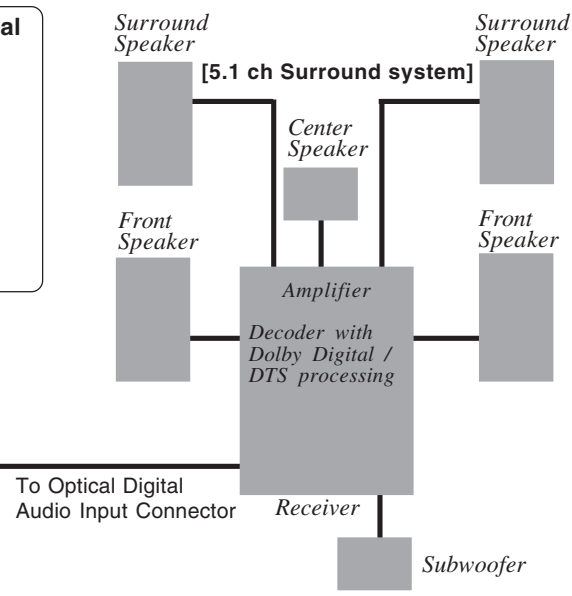 al
Surround
Speaker
Surround
Speaker
[5.1 ch Surround system]
Center
Speaker
Front
Speaker
Front
Speaker
Amplifier
Decoder with
Dolby Digital /
DTS processing
To Optical Digital
Audio Input Connector
Receiver
Subwoofer